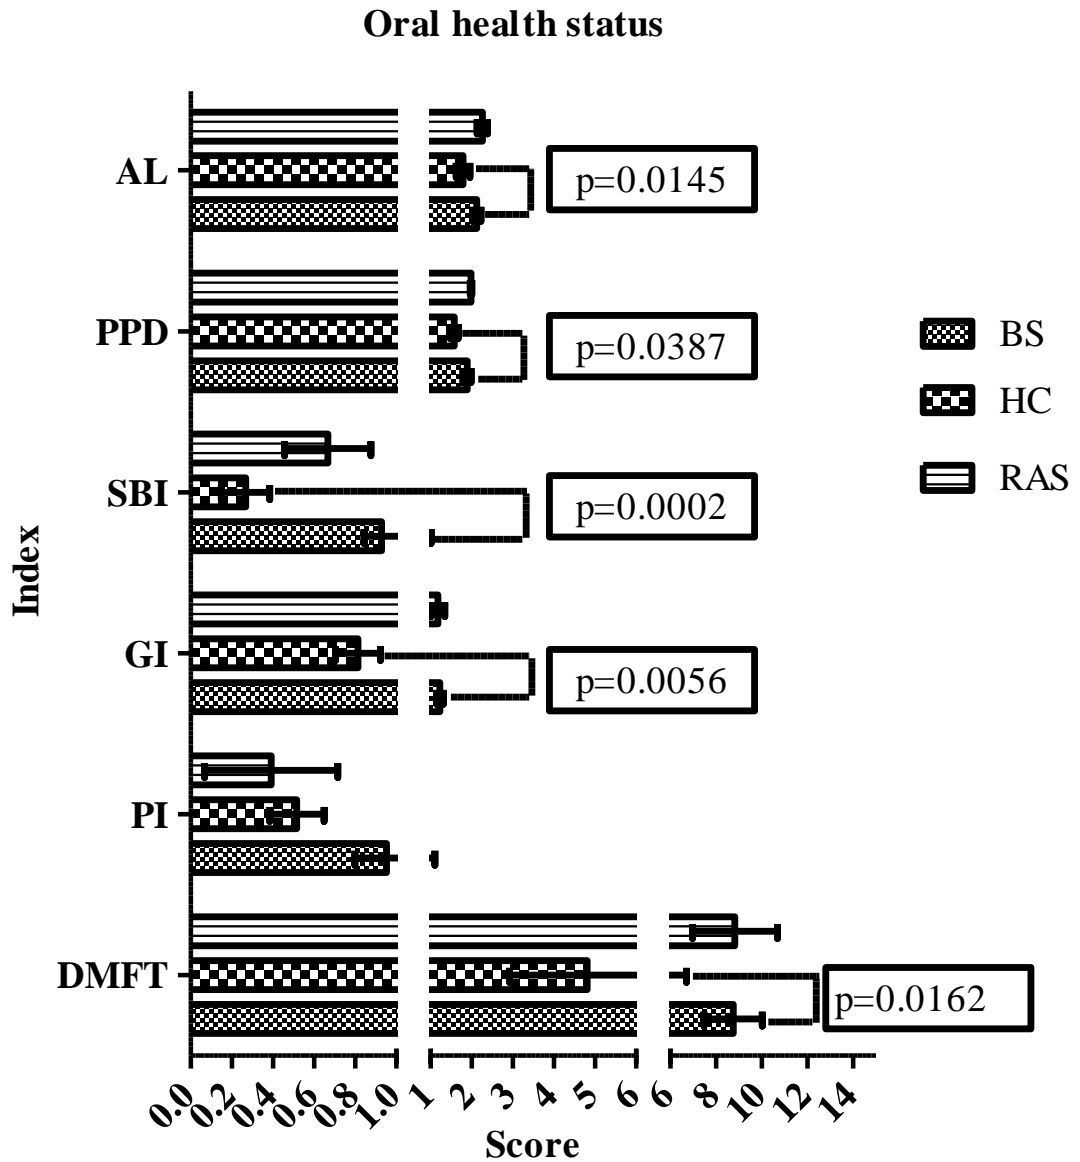 Oral health status
AL
p=0.0145
PPD
p=0.0387
BS
HC
RAS
SBI
p=0.0002
Index
GI
p=0.0056
PI
DMFT
p=0.0162
0.0 0.2 0.4 0.6 0.8 1.0 1 2 3 4 5 6 6 8 10 12 14
Score